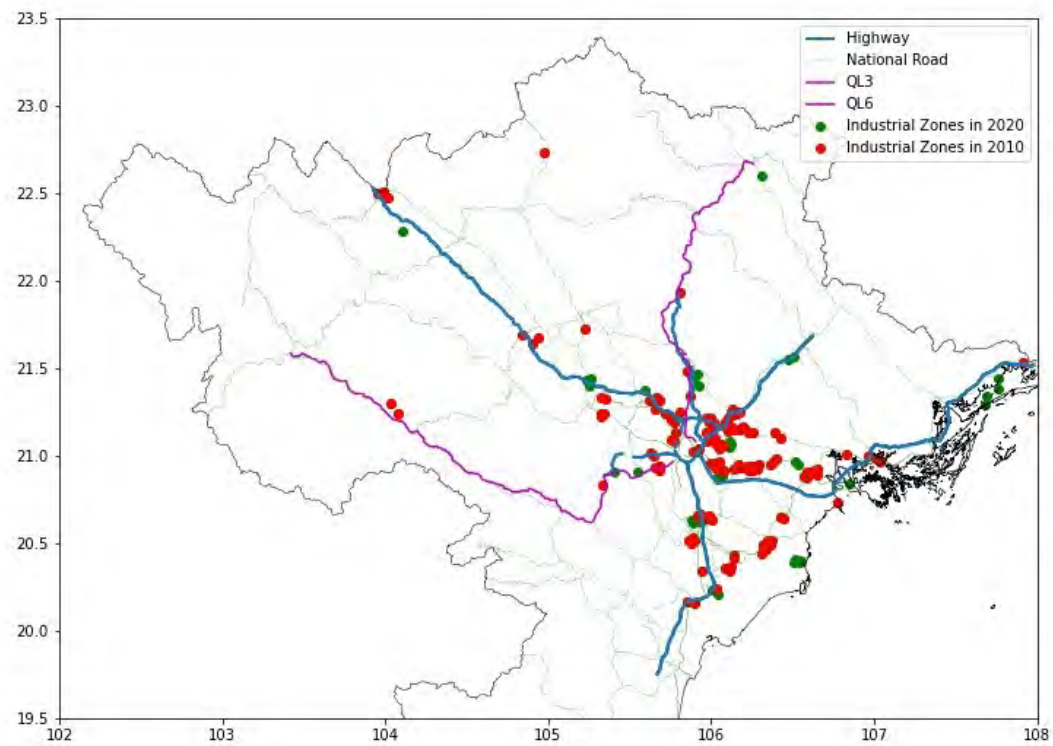 23.5
23.0
22.5
22.0
21.5
21.0
20.5
20.0
19.5
102 103 104 105 106 107 108
Highway
National Road
QL3
QL6
Industrial Zones in 2020
Industrial Zones in 2010